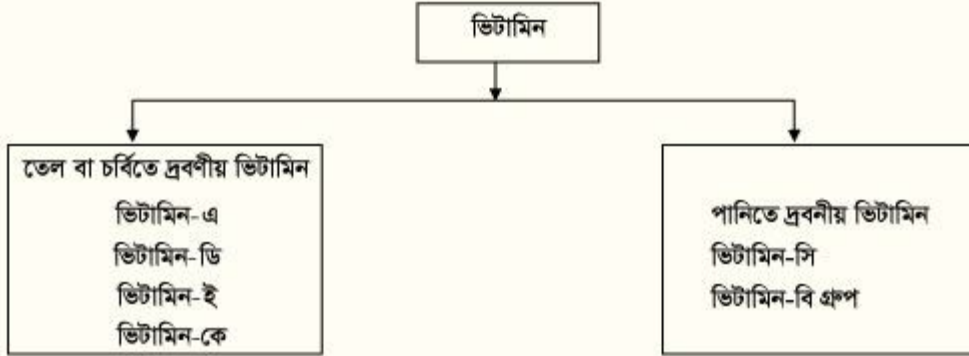 ভিটামিন
তেল বা চর্বিতে দ্রবণীয় ভিটামিন
ভিটামিন-এ
ভিটামিন-ডি
ভিটামিন-ই
ভিটামিন-কে
পানিতে দ্রবনীয় ভিটামিন
ভিটামিন-সি
ভিটামিন-বি গ্রুপ